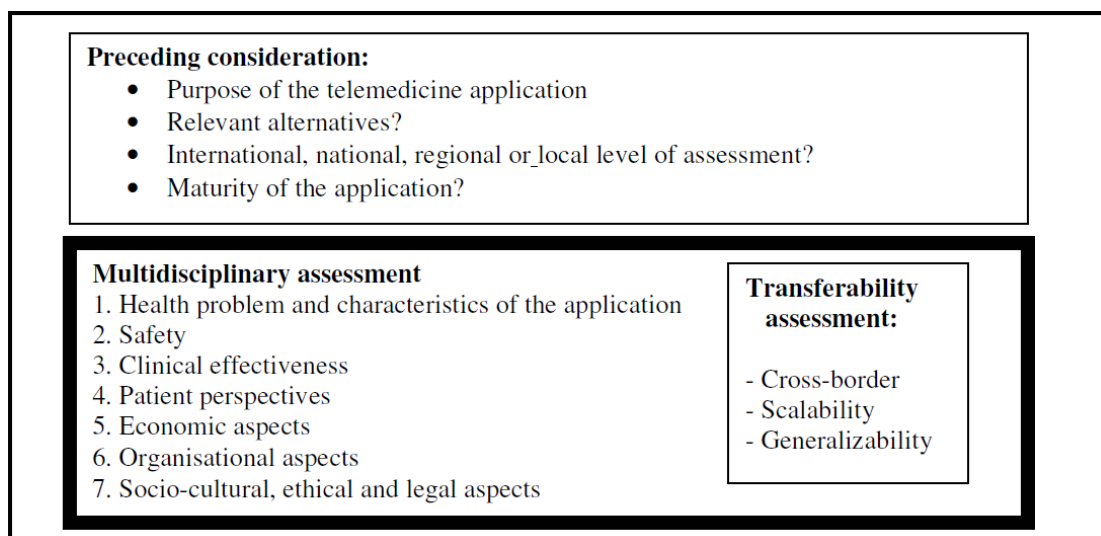 Preceding consideration:
• Purpose of the telemedicine application
• Relevant alternatives?
• International, national, regional or local level of assessment?
• Maturity of the application?
Multidisciplinary assessment
1. Health problem and characteristics of the application
2. Safety
3. Clinical effectiveness
4. Patient perspectives
5. Economic aspects
6. Organisational aspects
7. Socio-cultural, ethical and legal aspects
Transferability
assessment:
- Cross-border
- Scalability
- Generalizability